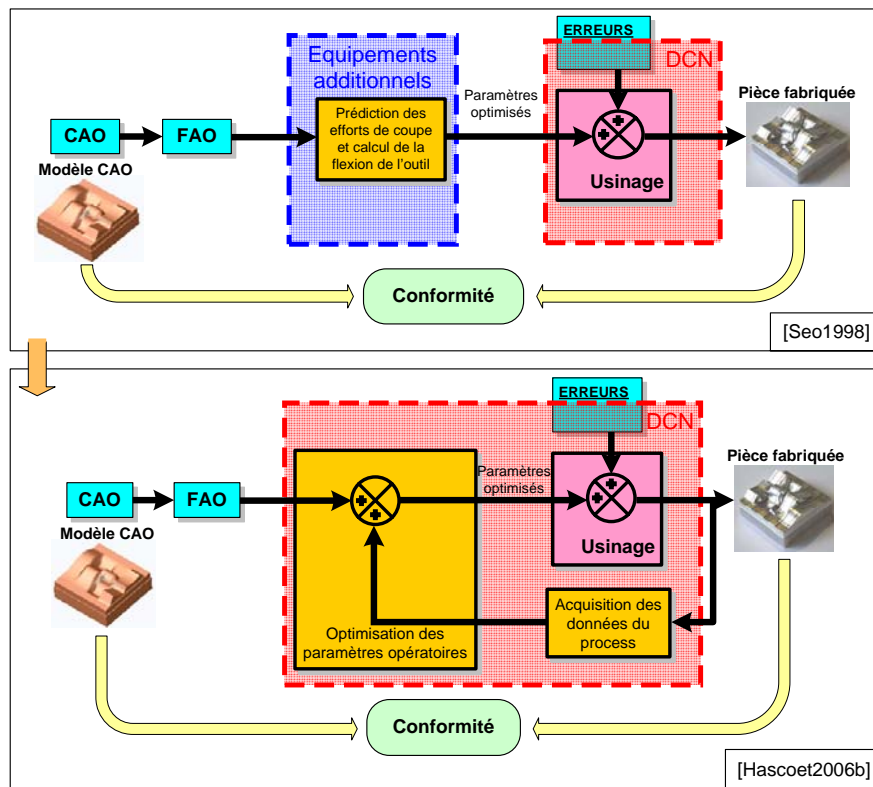 ERREURS
DCN
Equipements
additionnels
Prédiction des
efforts de coupe
et calcul de la
flexion de l'outil
Paramètres
optimisés
Pièce fabriquée
CAO
FAO
Modèle CAO
Usinage
Conformité
[Seo1998]
ERREURS
DCN
Paramètres
optimisés
Pièce fabriquée
CAO
FAO
Modèle CAO
Usinage
Acquisition des
données du
process
Optimisation des
paramètres opératoires
Conformité
[Hascoet2006b]